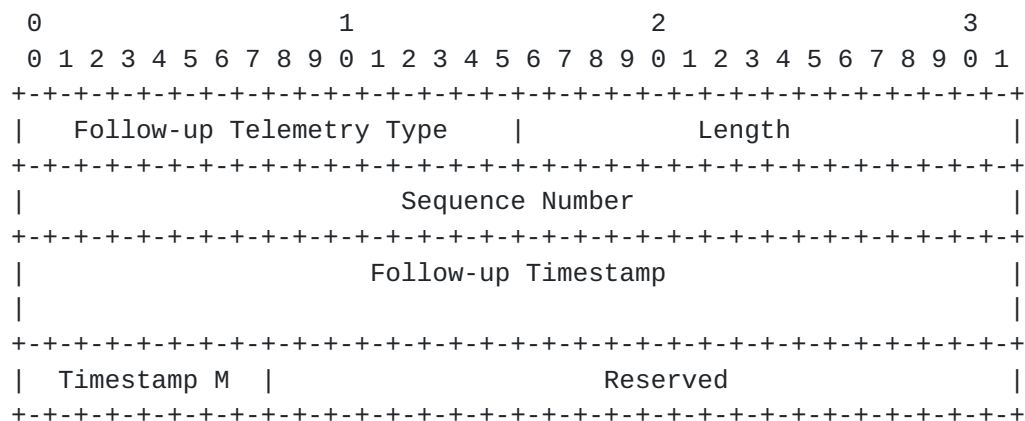 0                   1                   2                   3
 0 1 2 3 4 5 6 7 8 9 0 1 2 3 4 5 6 7 8 9 0 1 2 3 4 5 6 7 8 9 0 1
+-+-+-+-+-+-+-+-+-+-+-+-+-+-+-+-+-+-+-+-+-+-+-+-+-+-+-+-+-+-+-+-+
|   Follow-up Telemetry Type    |           Length              |
+-+-+-+-+-+-+-+-+-+-+-+-+-+-+-+-+-+-+-+-+-+-+-+-+-+-+-+-+-+-+-+-+
|                        Sequence Number                        |
+-+-+-+-+-+-+-+-+-+-+-+-+-+-+-+-+-+-+-+-+-+-+-+-+-+-+-+-+-+-+-+-+
|                      Follow-up Timestamp                      |
|                                                               |
+-+-+-+-+-+-+-+-+-+-+-+-+-+-+-+-+-+-+-+-+-+-+-+-+-+-+-+-+-+-+-+-+
|  Timestamp M  |                     Reserved                  |
+-+-+-+-+-+-+-+-+-+-+-+-+-+-+-+-+-+-+-+-+-+-+-+-+-+-+-+-+-+-+-+-+